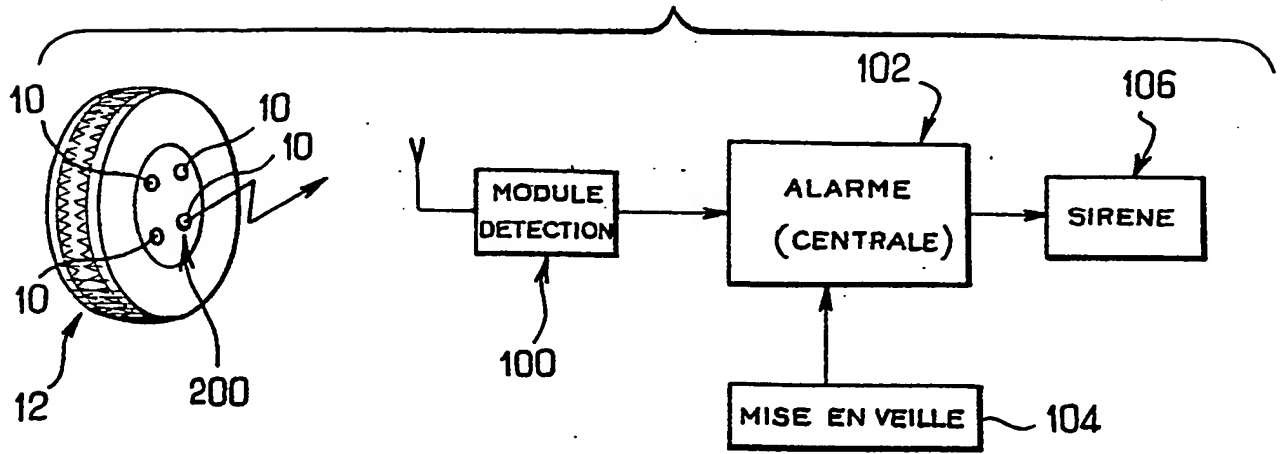 10
10
10
10
12
200
MODULE
DETECTION
100
102
ALARME
(CENTRALE)
106
SIRENE
MISE EN VEILLE
104